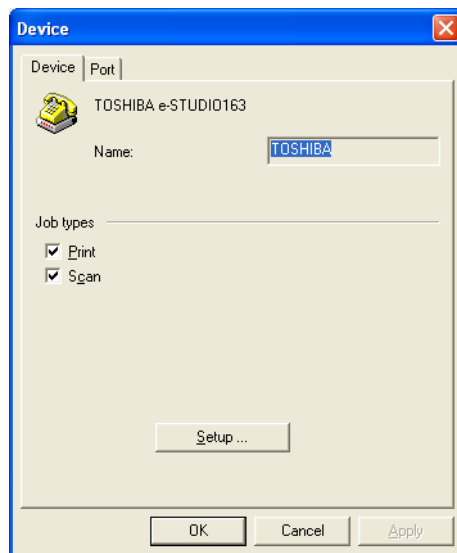 Device
Device Port
TOSHIBA e-STUDIO163
Name: TOSHIBA
Job types
Print
Scan
Setup ...
OK Cancel Apply